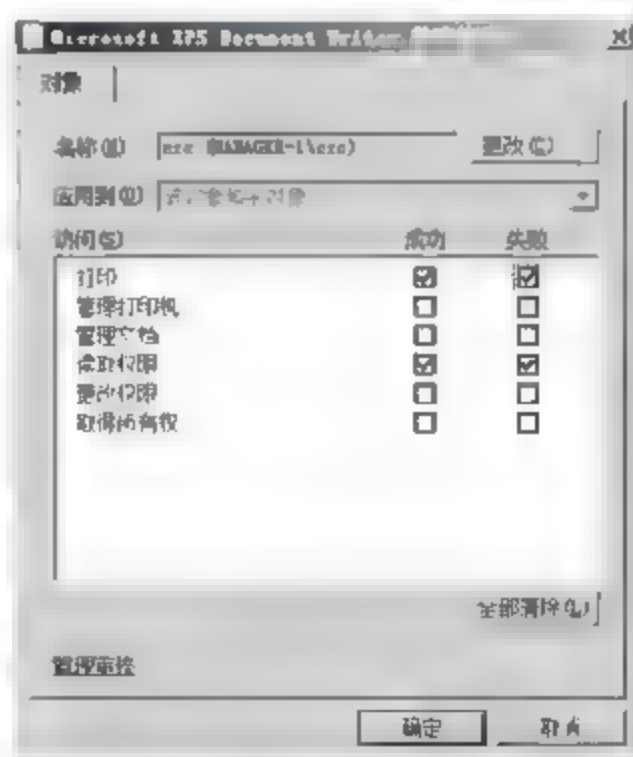 Microsoft XPS Document Writer
对象
名称(N) 更改(C)
应用到(O)
访问(S) 成功 失败
打印
管理打印机
管理文档
读取权限
更改权限
取得所有权
全部清除(L)
管理审核
确定 取消